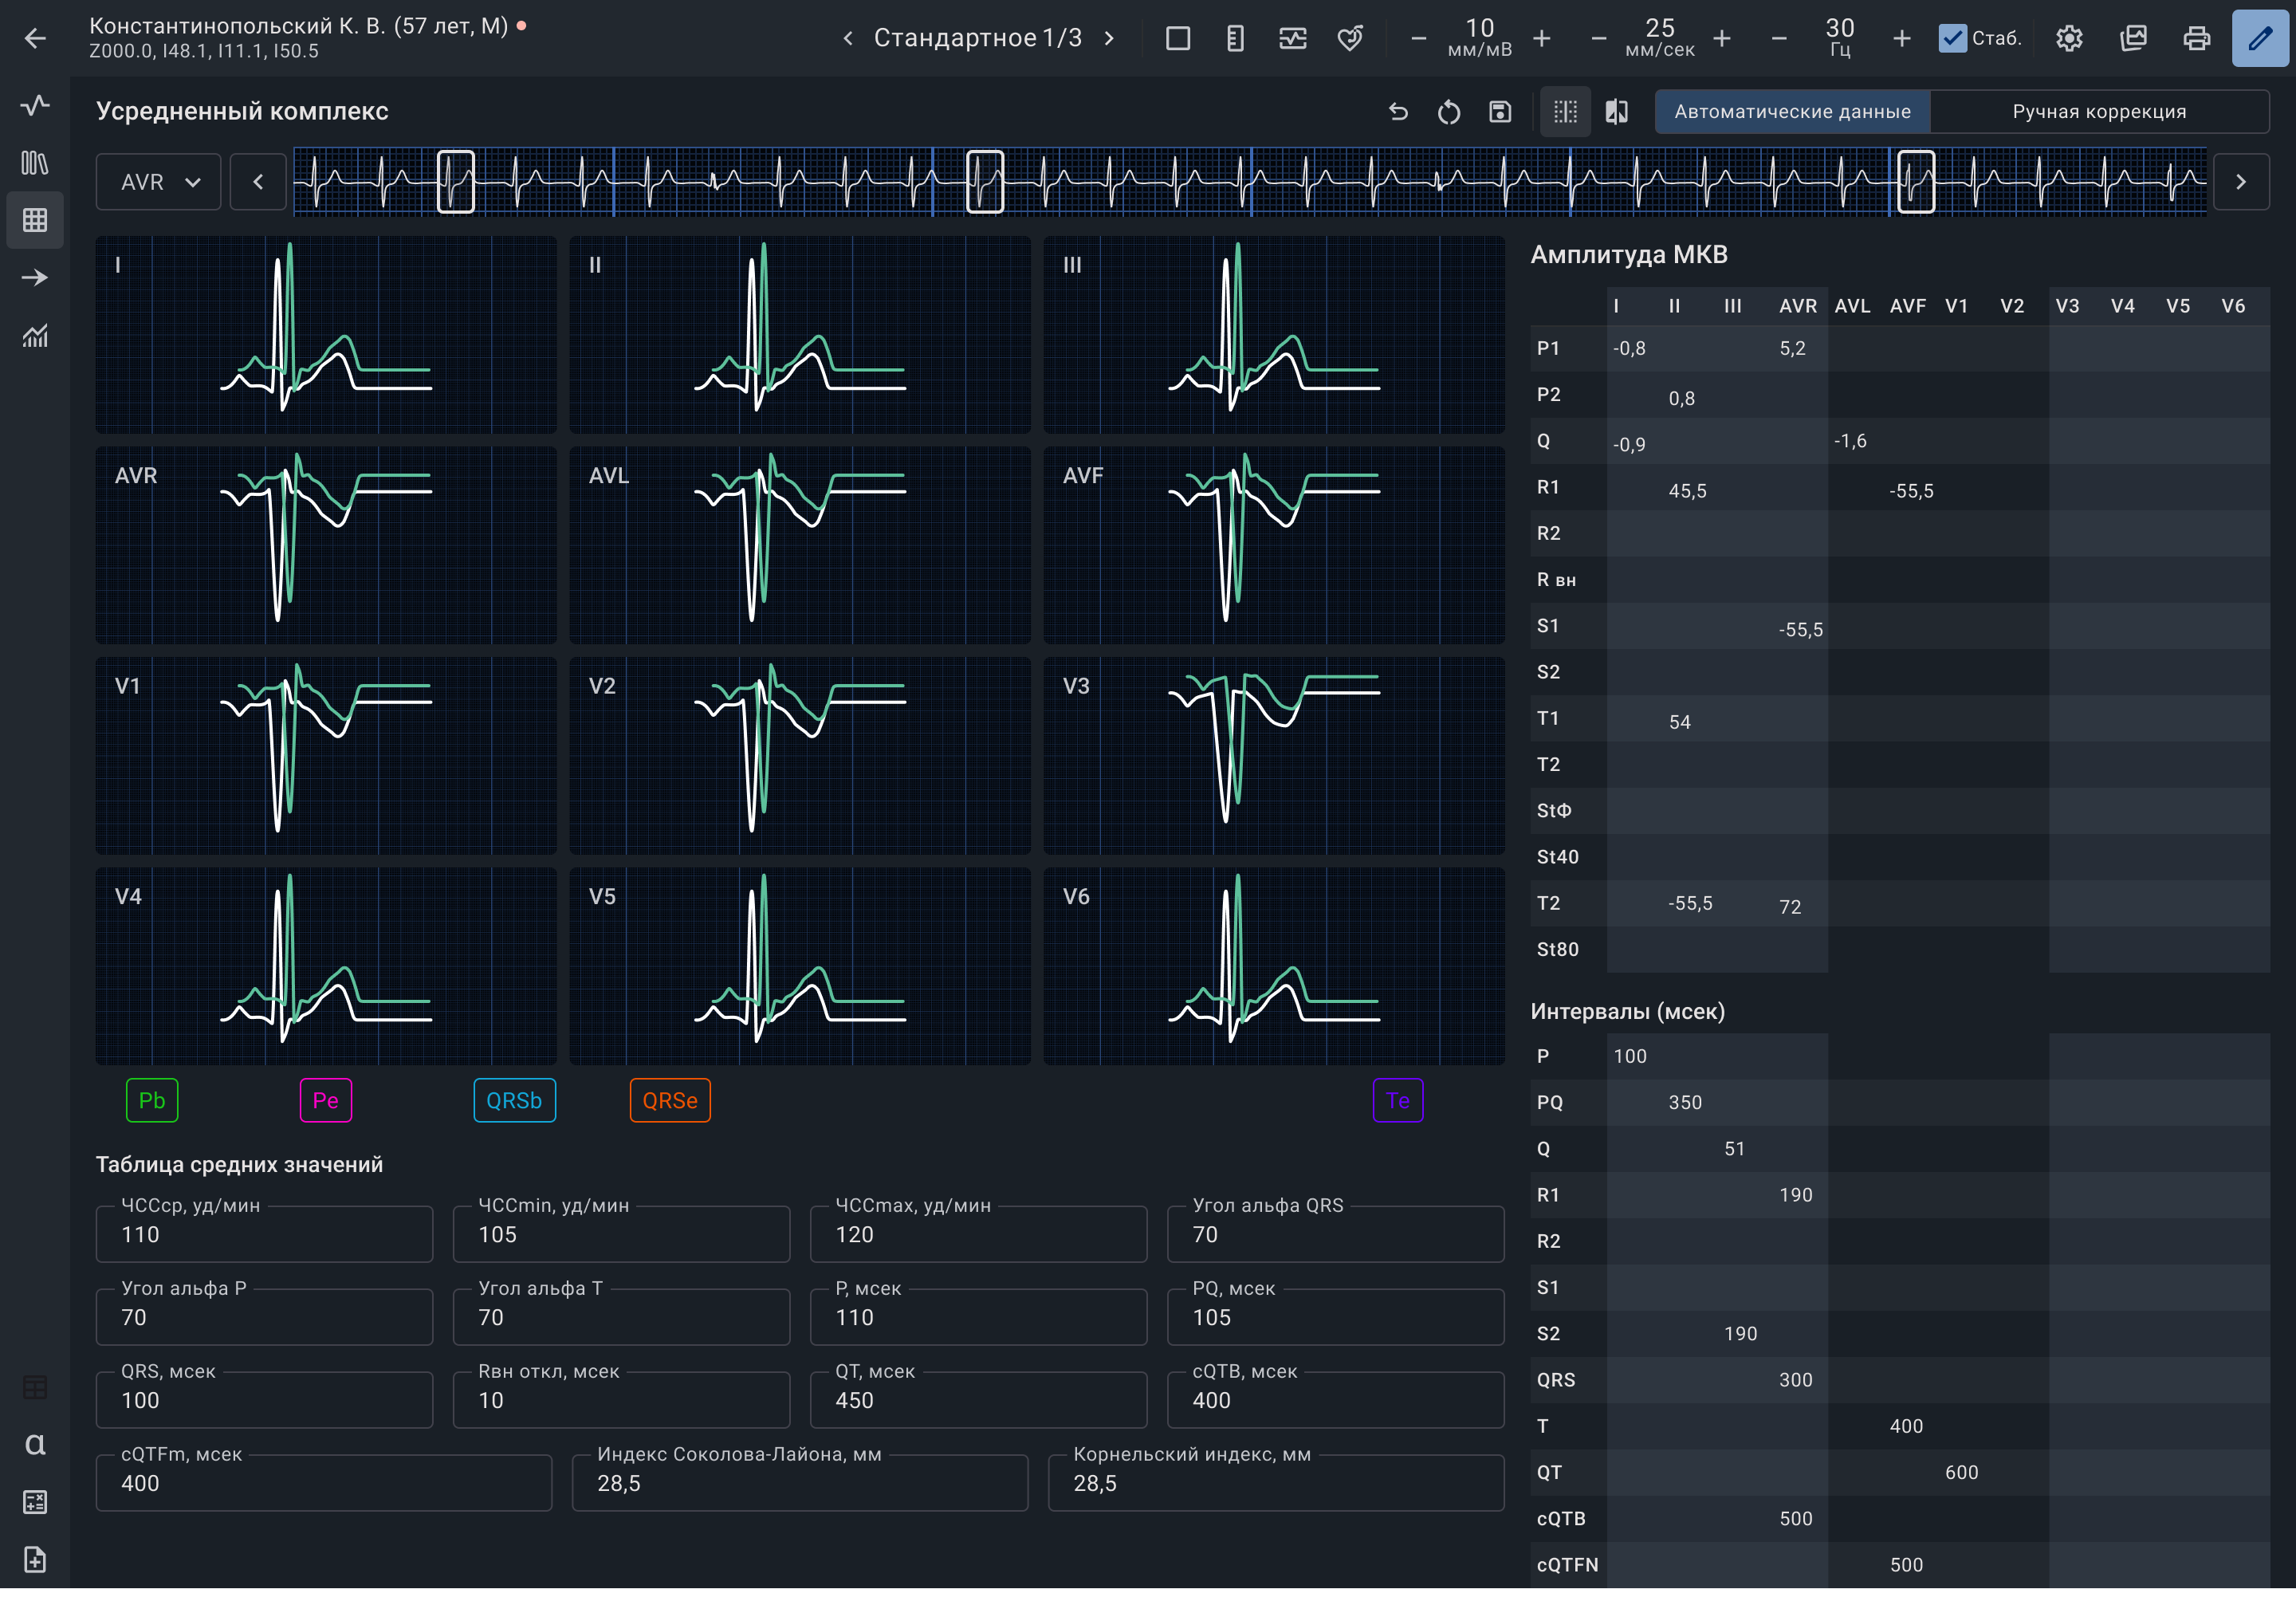 Константинопольский К. В. (57 лет, М)
Z000.0, I48.1, I11.1, I50.5
Стандартное 1/3
10
мм/мВ
25
мм/сек
30
Гц
Стаб.
Усредненный комплекс
Автоматические данные
Ручная коррекция
AVR
I
II
III
AVR
AVL
AVF
V1
V2
V3
V4
V5
V6
Pb
Pe
QRSb
QRSe
Te
Таблица средних значений
ЧССср, уд/мин
110
ЧССmin, уд/мин
105
ЧССmax, уд/мин
120
Угол альфа QRS
70
Угол альфа P
70
Угол альфа T
70
P, мсек
110
PQ, мсек
105
QRS, мсек
100
Rвн откл, мсек
10
QT, мсек
450
cQTB, мсек
400
cQTFm, мсек
400
Индекс Соколова-Лайона, мм
28,5
Корнельский индекс, мм
28,5
Амплитуда МКВ
I II III AVR AVL AVF V1 V2 V3 V4 V5 V6
P1 -0,8 5,2
P2 0,8
Q -0,9 -1,6
R1 45,5 -55,5
R2
R вн
S1 -55,5
S2
T1 54
T2
StФ
St40
T2 -55,5 72
St80
Интервалы (мсек)
P 100
PQ 350
Q 51
R1 190
R2
S1
S2 190
QRS 300
T 400
QT 600
cQTB 500
cQTFN 500
α